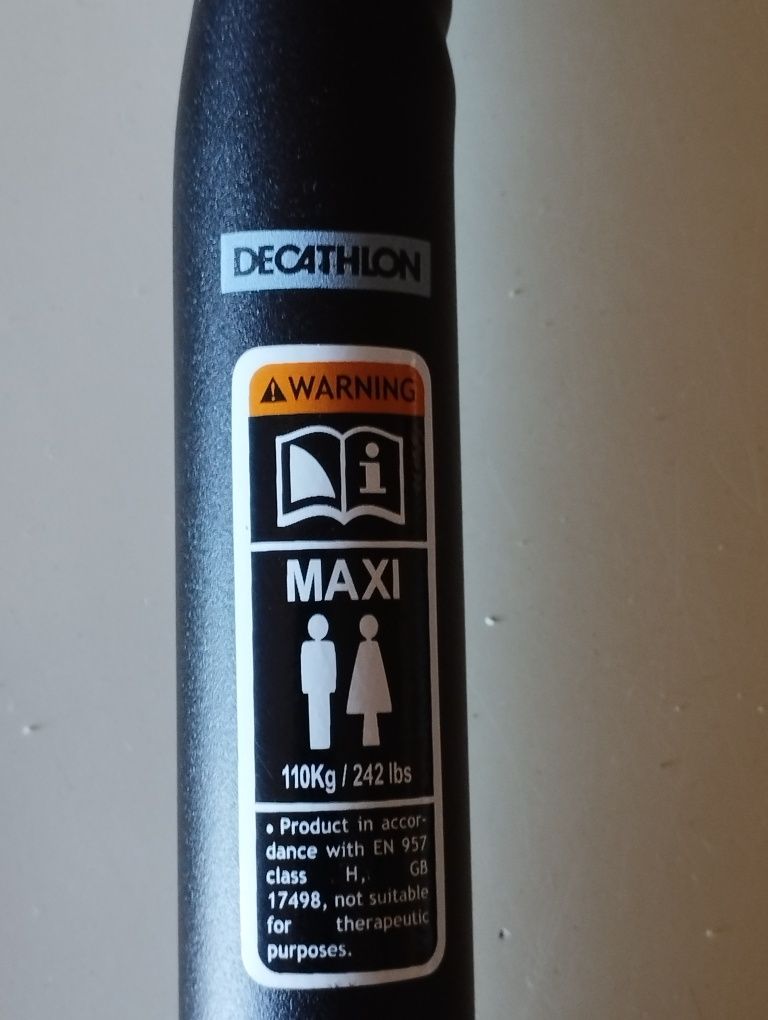 DECATHLON
WARNING
i
MAXI
110Kg / 242 lbs
• Product in accor-
dance with EN 957
class H, GB
17498, not suitable
for therapeutic
purposes.